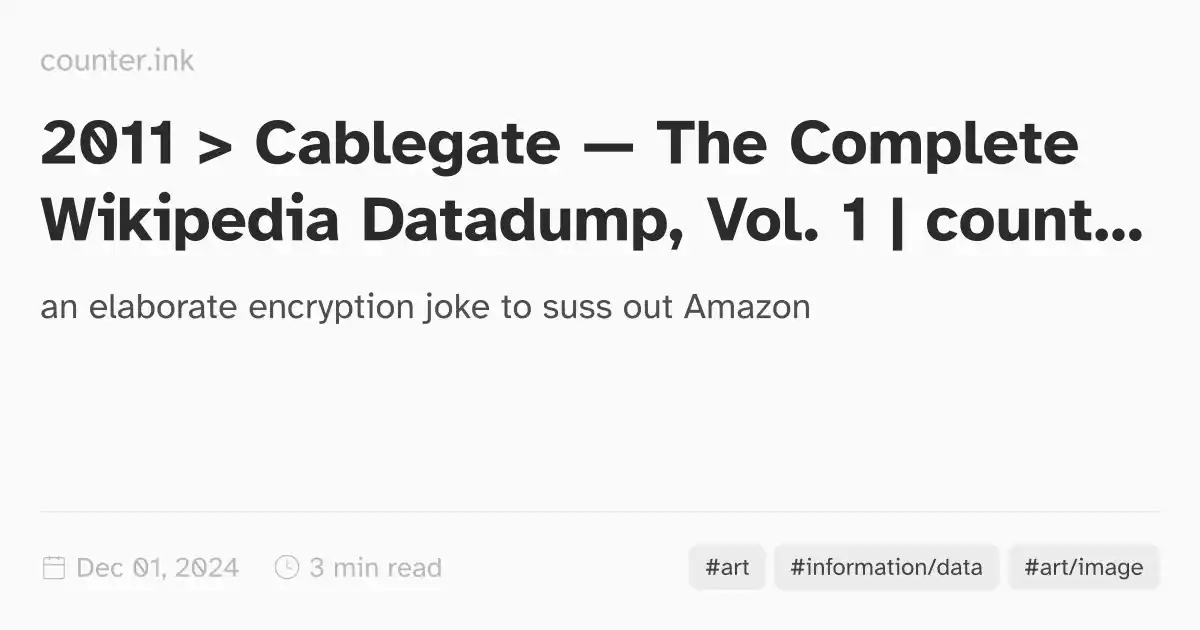 counter.ink
2011 > Cablegate — The Complete
Wikipedia Datadump, Vol. 1 | count...
an elaborate encryption joke to suss out Amazon
Dec 01, 2024 3 min read #art #information/data #art/image